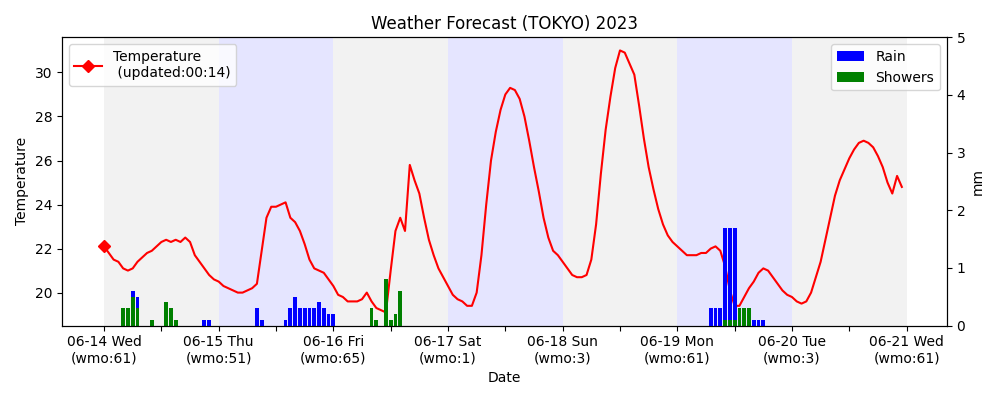 Weather Forecast (TOKYO) 2023
Temperature
(updated:00:14)
Rain
Showers
30
28
26
24
22
20
Temperature
5
4
3
2
1
0
mm
06-14 Wed
(wmo:61)
06-15 Thu
(wmo:51)
06-16 Fri
(wmo:65)
06-17 Sat
(wmo:1)
06-18 Sun
(wmo:3)
06-19 Mon
(wmo:61)
06-20 Tue
(wmo:3)
06-21 Wed
(wmo:61)
Date